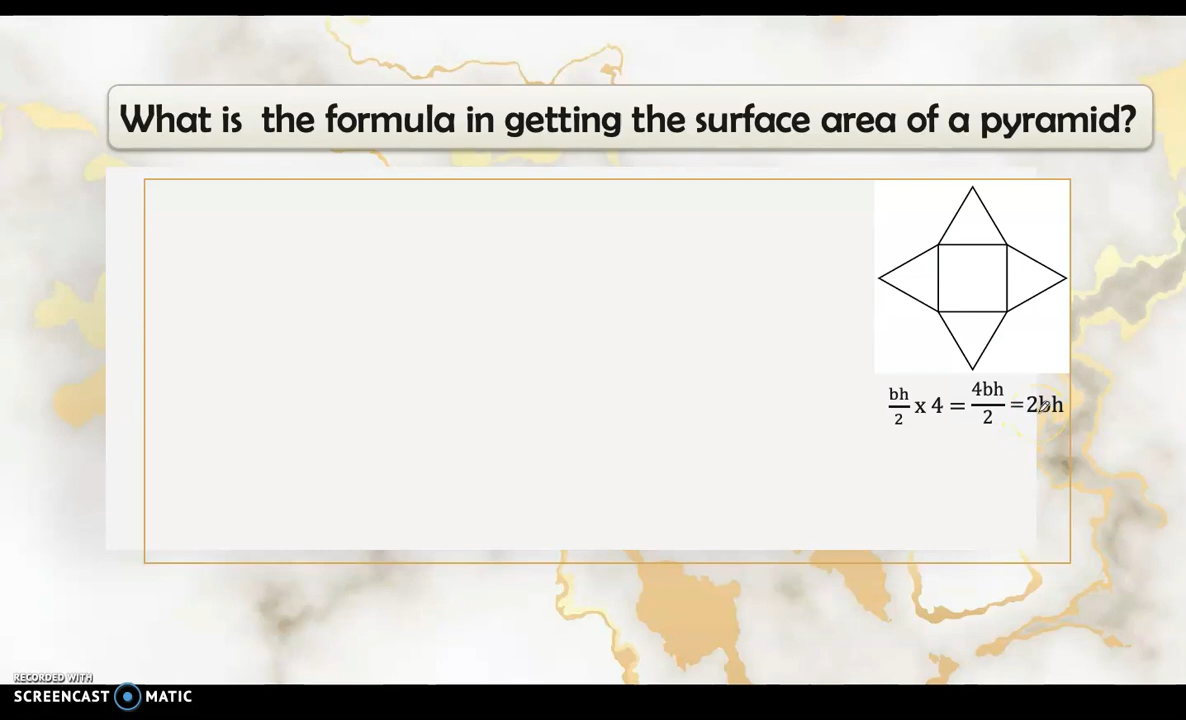 What is the formula in getting the surface area of a pyramid?
bh/2 x 4 = 4bh/2 =2bh
RECORDED WITH
SCREENCAST MATIC